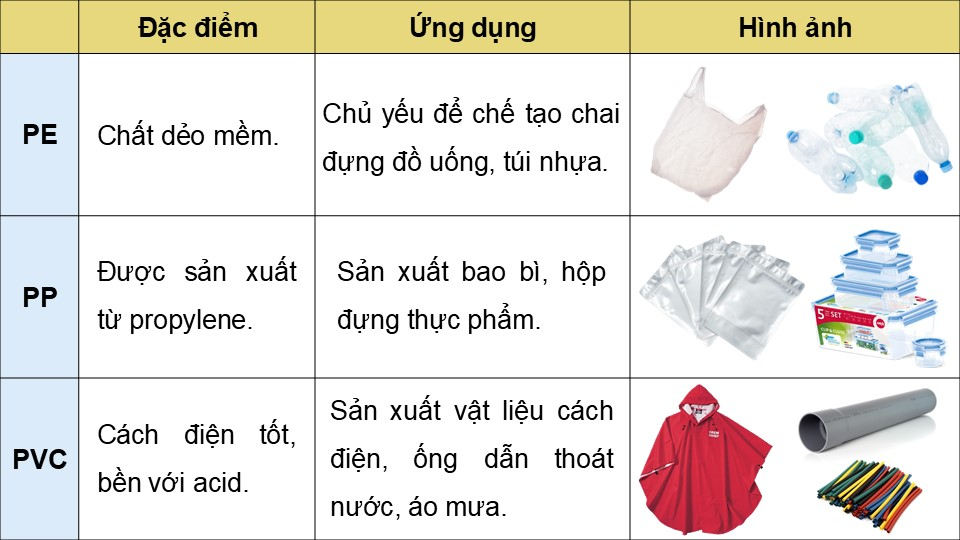 Đặc điểm Ứng dụng Hình ảnh
PE
Chất dẻo mềm.
Chủ yếu để chế tạo chai
đựng đồ uống, túi nhựa.
PP
Được sản xuất
từ propylene.
Sản xuất bao bì, hộp
đựng thực phẩm.
5 SET
PVC
Cách điện tốt,
bền với acid.
Sản xuất vật liệu cách
điện, ống dẫn thoát
nước, áo mưa.